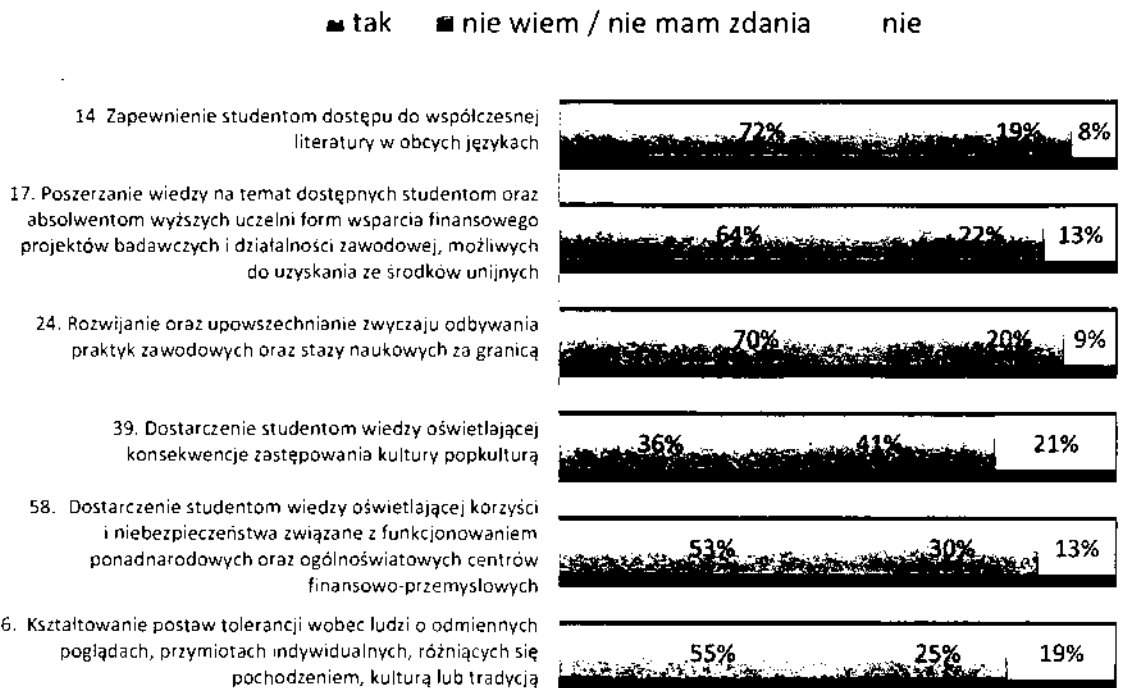 tak nie wiem / nie mam zdania nie
14 Zapewnienie studentom dostępu do współczesnej
literatury w obcych językach
72% 19% 8%
17. Poszerzanie wiedzy na temat dostępnych studentom oraz
absolwentom wyższych uczelni form wsparcia finansowego
projektów badawczych i działalności zawodowej, możliwych
do uzyskania ze środków unijnych
64% 22% 13%
24. Rozwijanie oraz upowszechnianie zwyczaju odbywania
praktyk zawodowych oraz staży naukowych za granicą
70% 20% 9%
39. Dostarczenie studentom wiedzy oświetlającej
konsekwencje zastępowania kultury popkulturą
36% 41% 21%
58. Dostarczenie studentom wiedzy oświetlającej korzyści
i niebezpieczeństwa związane z funkcjonowaniem
ponadnarodowych oraz ogólnoświatowych centrów
finansowo-przemysłowych
53% 30% 13%
6. Kształtowanie postaw tolerancji wobec ludzi o odmiennych
poglądach, przymiotach indywidualnych, różniących się
pochodzeniem, kulturą lub tradycją
55% 25% 19%